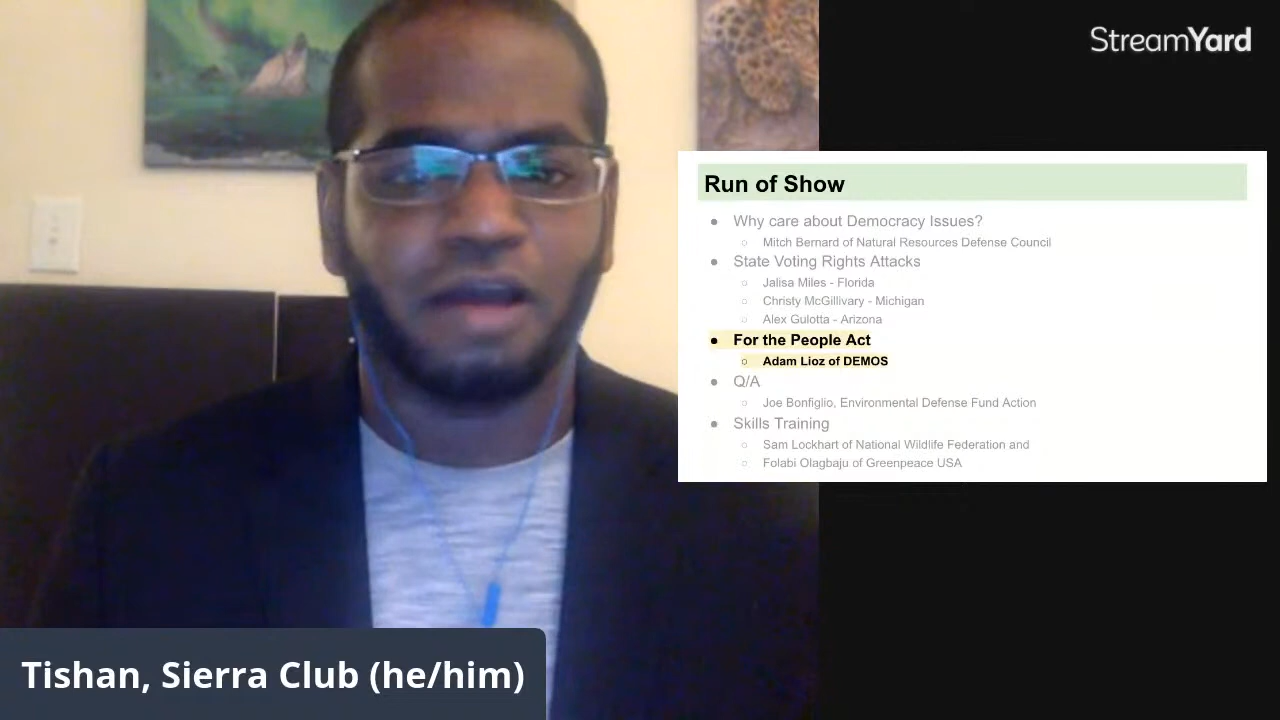 StreamYard
Run of Show
● Why care about Democracy Issues?
○ Mitch Bernard of Natural Resources Defense Council
● State Voting Rights Attacks
○ Jalisa Miles - Florida
○ Christy McGillivary - Michigan
○ Alex Gulotta - Arizona
● For the People Act
○ Adam Lioz of DEMOS
● Q/A
○ Joe Bonfiglio, Environmental Defense Fund Action
● Skills Training
○ Sam Lockhart of National Wildlife Federation and
○ Folabi Olagbaju of Greenpeace USA
Tishan, Sierra Club (he/him)